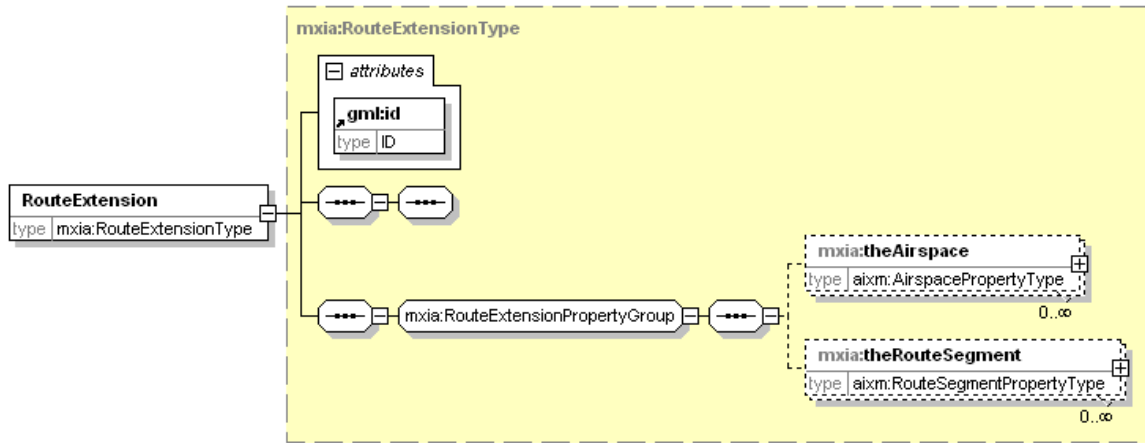 mxia:RouteExtensionType
attributes
gml:id
type ID
RouteExtension
type mxia:RouteExtensionType
mxia:theAirspace
type aixm:AirspacePropertyType
0..∞
mxia:RouteExtensionPropertyGroup
mxia:theRouteSegment
type aixm:RouteSegmentPropertyType
0..∞